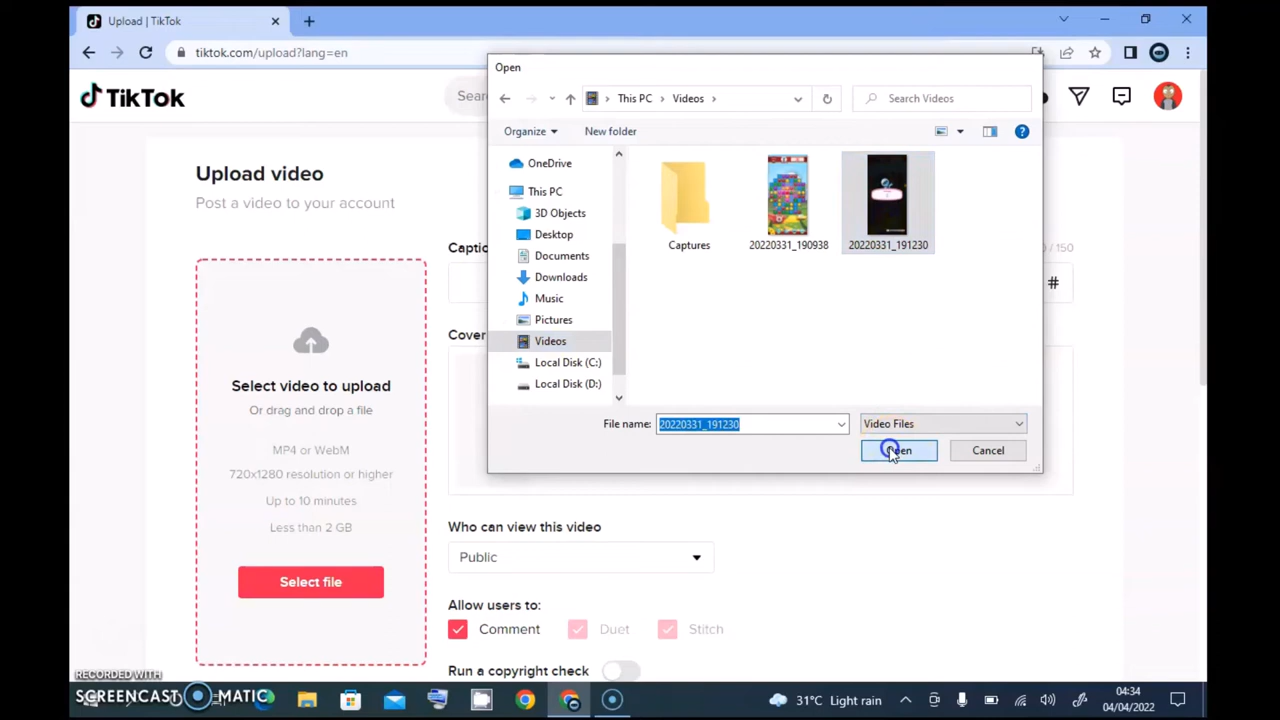 Upload | TikTok
tiktok.com/upload?lang=en
TikTok
Sear
Open
This PC > Videos >
Search Videos
Organize
New folder
OneDrive
This PC
3D Objects
Desktop
Documents
Downloads
Music
Pictures
Videos
Local Disk (C:)
Local Disk (D:)
Captures
20220331_190938
20220331_191230
File name:
20220331_191230
Video Files
Open
Cancel
Upload video
Post a video to your account
Select video to upload
Or drag and drop a file
MP4 or WebM
720x1280 resolution or higher
Up to 10 minutes
Less than 2 GB
Select file
Captio
/ 150
#
Cover
Who can view this video
Public
Allow users to:
Comment
Duet
Stitch
Run a copyright check
RECORDED WITH
SCREENCAST MATIC
31°C Light rain
04:34
04/04/2022